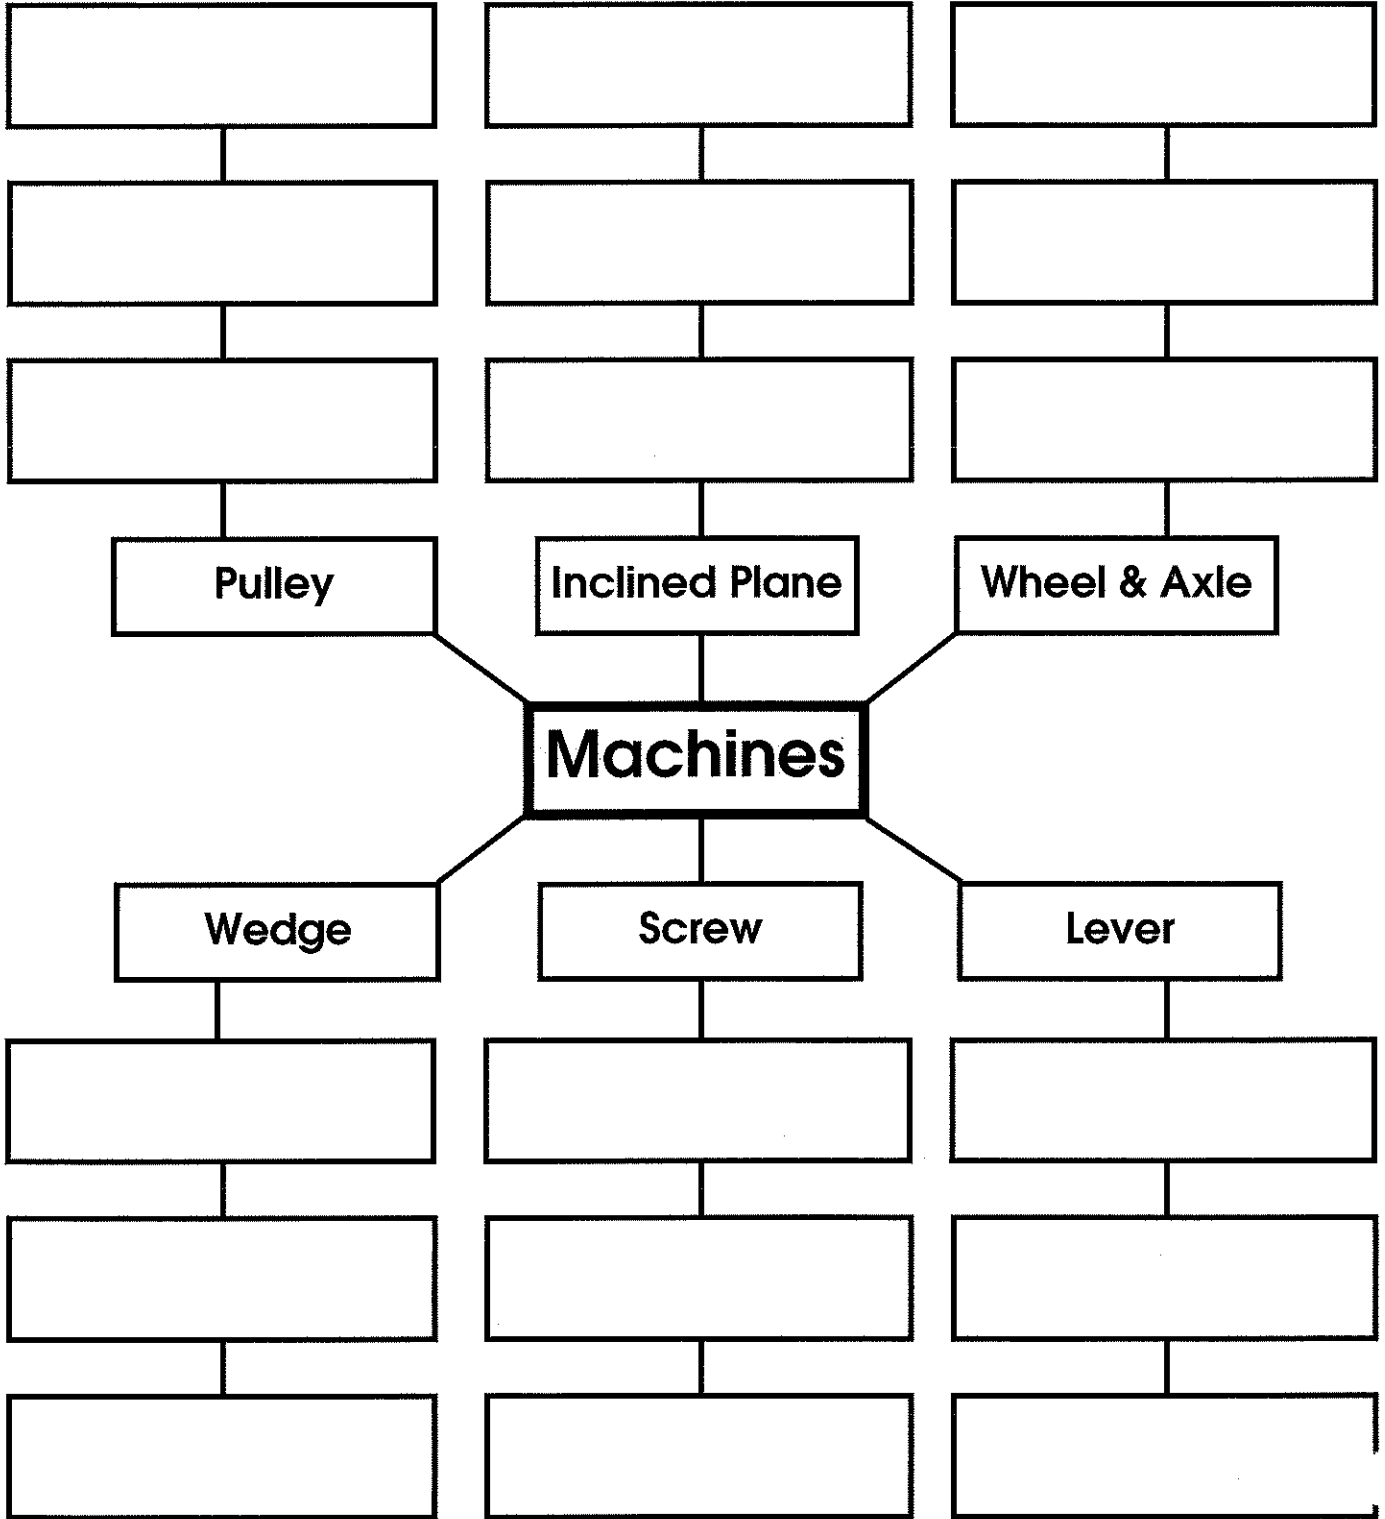 Pulley
Inclined Plane
Wheel & Axle
Machines
Wedge
Screw
Lever